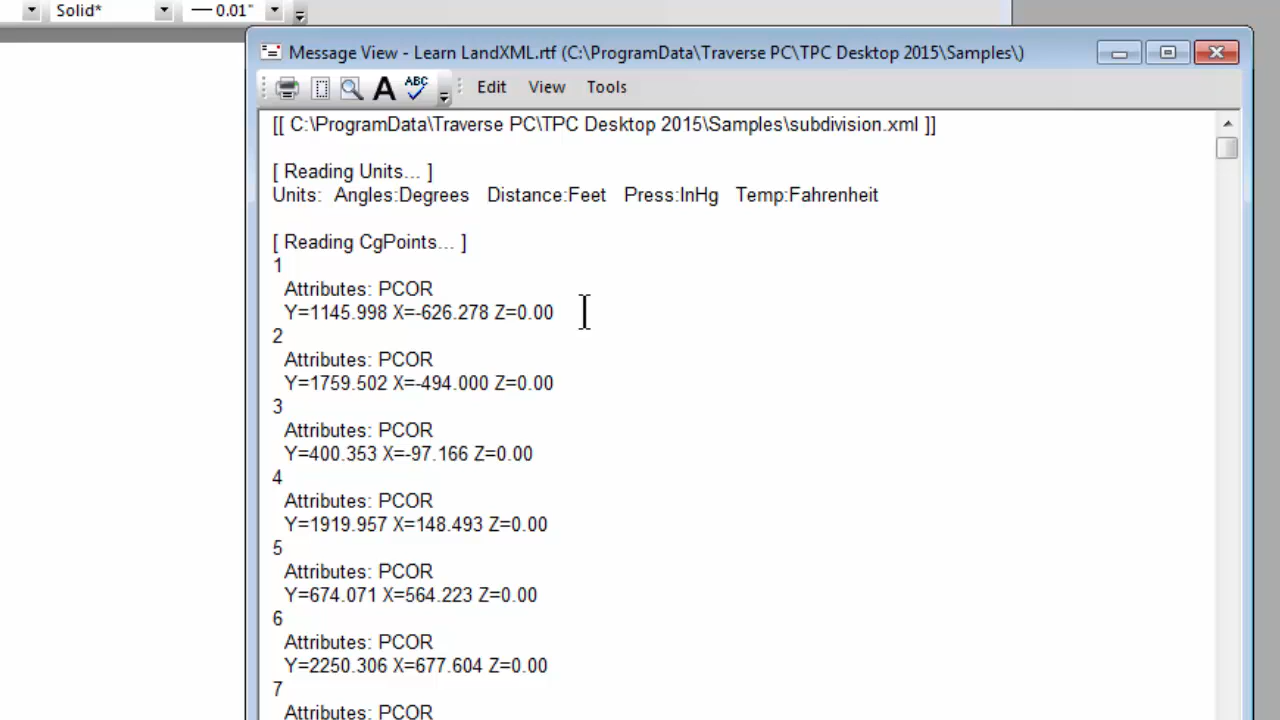 Solid* 0.01"
Message View - Learn LandXML.rtf (C:\ProgramData\Traverse PC\TPC Desktop 2015\Samples\)
A ABC Edit View Tools
[[ C:\ProgramData\Traverse PC\TPC Desktop 2015\Samples\subdivision.xml ]]
[ Reading Units... ]
Units: Angles:Degrees Distance:Feet Press:InHg Temp:Fahrenheit
[ Reading CgPoints... ]
1
Attributes: PCOR
Y=1145.998 X=-626.278 Z=0.00
2
Attributes: PCOR
Y=1759.502 X=-494.000 Z=0.00
3
Attributes: PCOR
Y=400.353 X=-97.166 Z=0.00
4
Attributes: PCOR
Y=1919.957 X=148.493 Z=0.00
5
Attributes: PCOR
Y=674.071 X=564.223 Z=0.00
6
Attributes: PCOR
Y=2250.306 X=677.604 Z=0.00
7
Attributes: PCOR